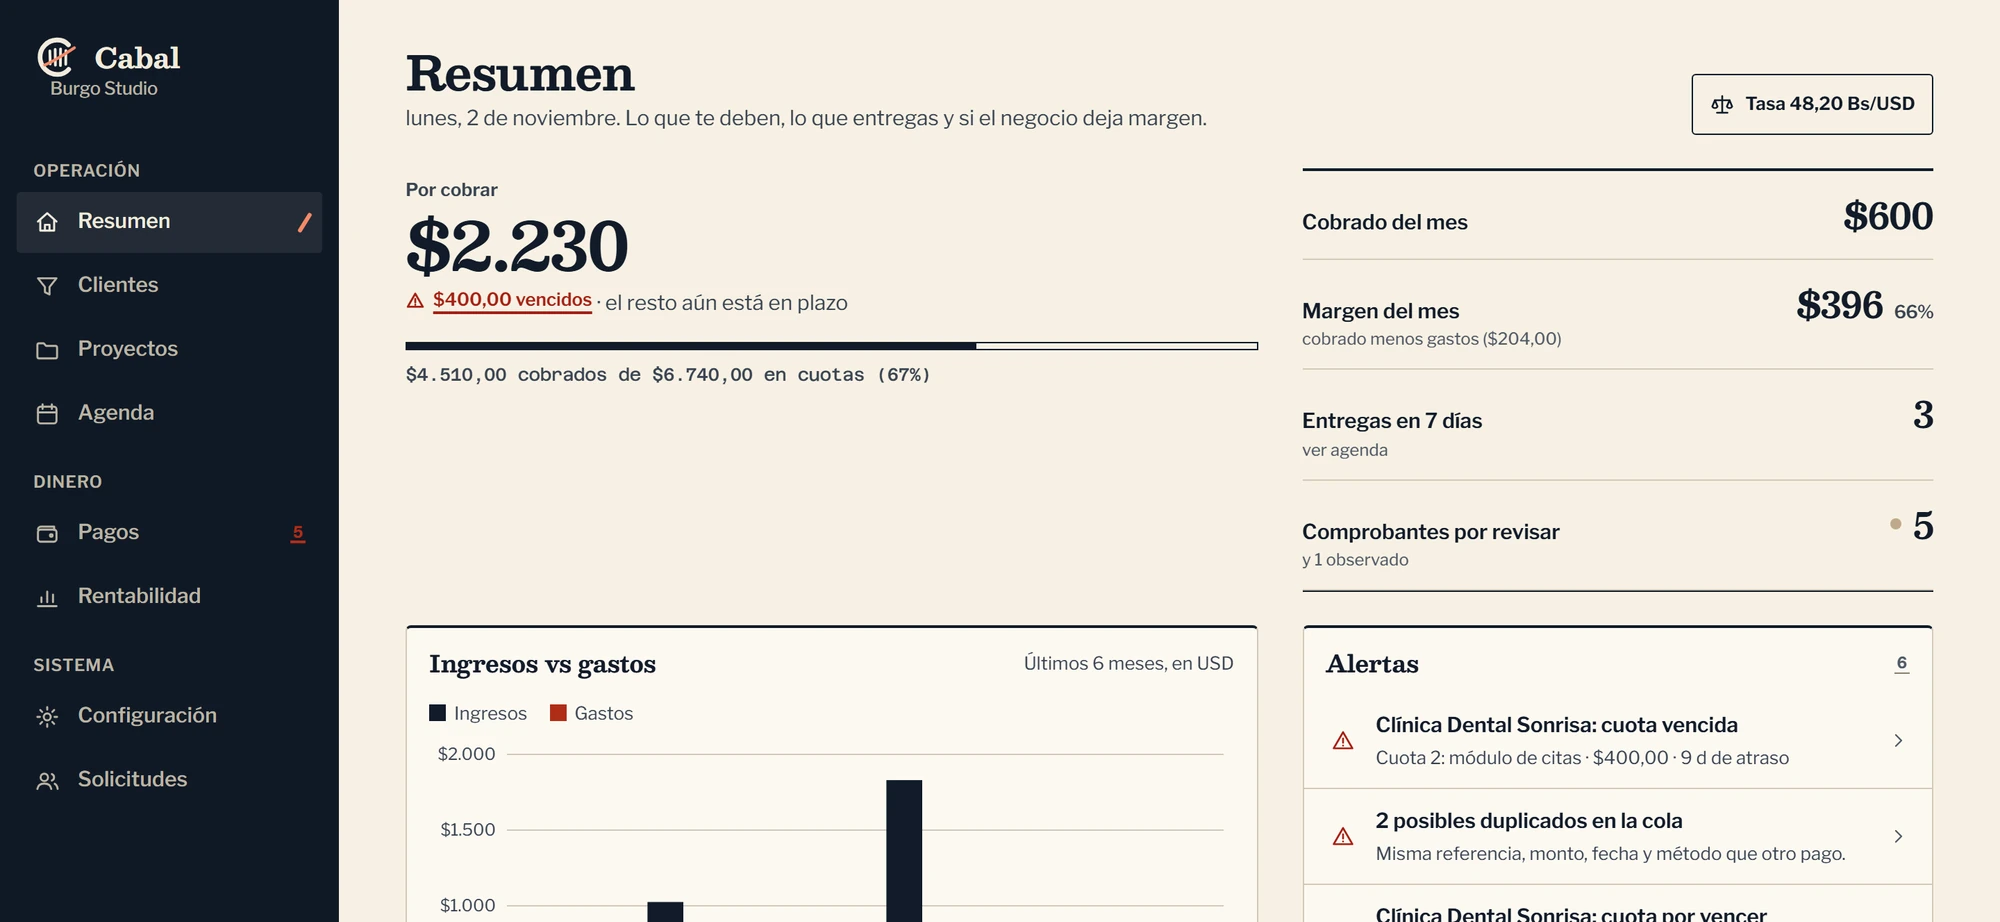 Cabal
Burgo Studio
OPERACIÓN
Resumen
Clientes
Proyectos
Agenda
DINERO
Pagos 5
Rentabilidad
SISTEMA
Configuración
Solicitudes
Resumen
lunes, 2 de noviembre. Lo que te deben, lo que entregas y si el negocio deja margen.
Tasa 48,20 Bs/USD
Por cobrar
$2.230
$400,00 vencidos · el resto aún está en plazo
$4.510,00 cobrados de $6.740,00 en cuotas (67%)
Cobrado del mes $600
Margen del mes $396 66%
cobrado menos gastos ($204,00)
Entregas en 7 días 3
ver agenda
Comprobantes por revisar 5
y 1 observado
Ingresos vs gastos Últimos 6 meses, en USD
Ingresos Gastos
$2.000
$1.500
$1.000
Alertas 6
Clínica Dental Sonrisa: cuota vencida
Cuota 2: módulo de citas · $400,00 · 9 d de atraso
2 posibles duplicados en la cola
Misma referencia, monto, fecha y método que otro pago.
Clínica Dental Sonrisa: cuota por vencer